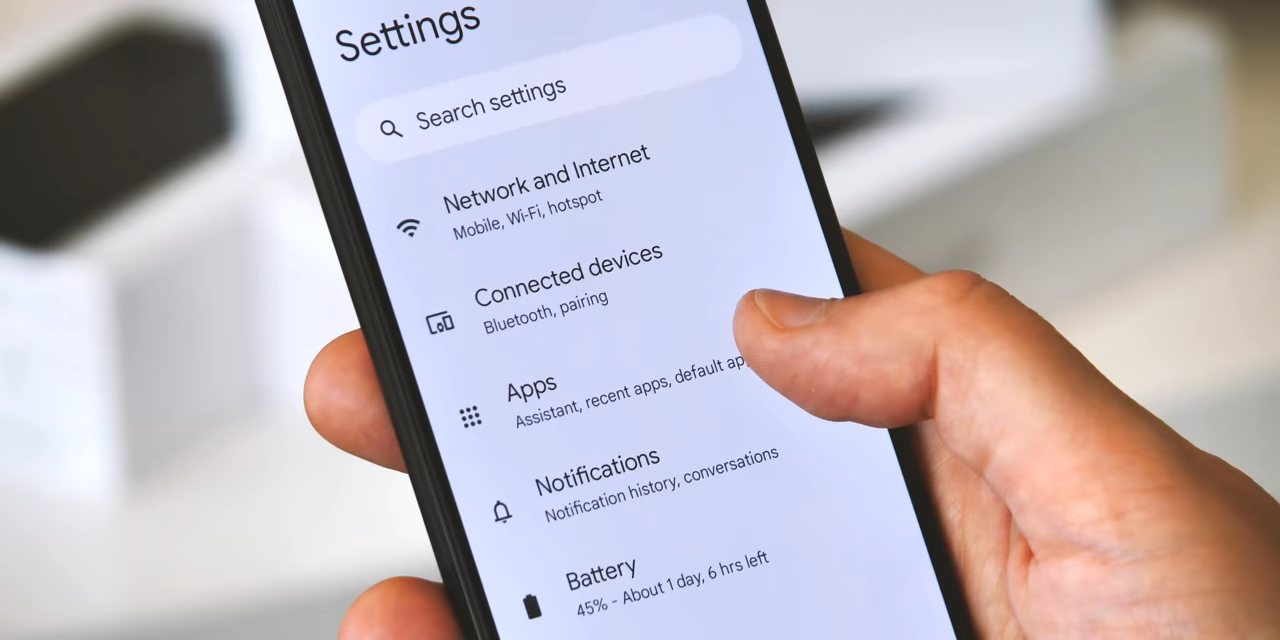 Settings
Search settings
Network and Internet
Mobile, Wi-Fi, hotspot
Connected devices
Bluetooth, pairing
Apps
Assistant, recent apps, default
Notifications
Notification history, conversations
Battery
45% - About 1 day, 6 hrs left